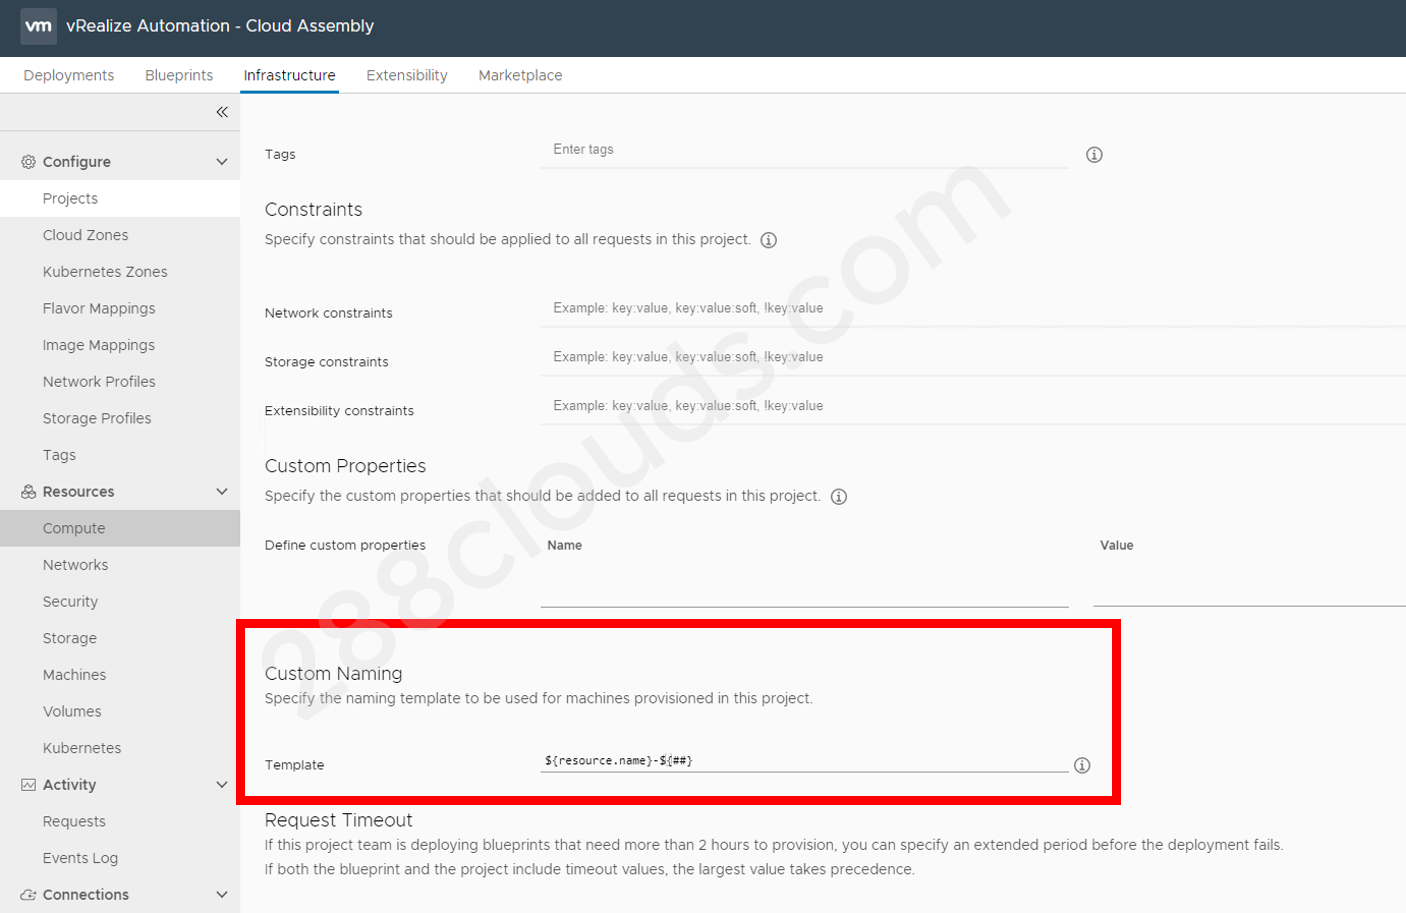 vm vRealize Automation - Cloud Assembly
Deployments Blueprints Infrastructure Extensibility Marketplace
Configure
Projects
Cloud Zones
Kubernetes Zones
Flavor Mappings
Image Mappings
Network Profiles
Storage Profiles
Tags
Resources
Compute
Networks
Security
Storage
Machines
Volumes
Kubernetes
Activity
Requests
Events Log
Connections
Tags Enter tags
Constraints
Specify constraints that should be applied to all requests in this project.
Network constraints Example: key:value, key:value:soft, !key:value
Storage constraints Example: key:value, key:value:soft, !key:value
Extensibility constraints Example: key:value, key:value:soft, !key:value
Custom Properties
Specify the custom properties that should be added to all requests in this project.
Define custom properties Name Value
Custom Naming
Specify the naming template to be used for machines provisioned in this project.
Template ${resource.name}-${##}
Request Timeout
If this project team is deploying blueprints that need more than 2 hours to provision, you can specify an extended period before the deployment fails.
If both the blueprint and the project include timeout values, the largest value takes precedence.
288clouds.com